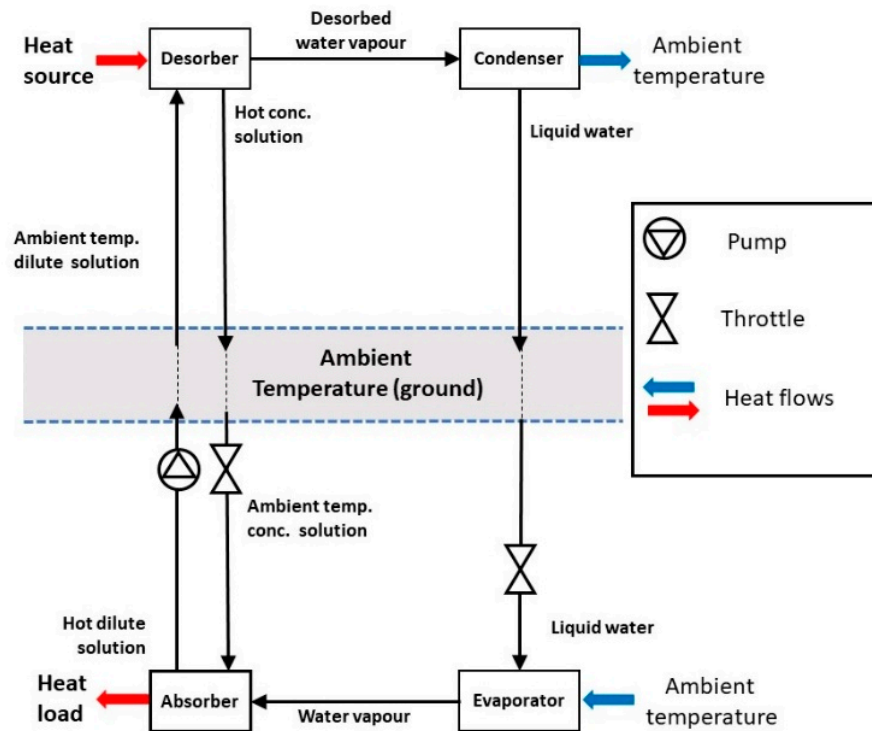 Heat
source
Desorber
Desorbed
water vapour
Condenser
Ambient
temperature
Hot conc.
solution
Liquid water
Ambient temp.
dilute solution
Pump
Throttle
Heat flows
Ambient
Temperature (ground)
Ambient temp.
conc. solution
Hot dilute
solution
Liquid water
Heat
load
Absorber
Water vapour
Evaporator
Ambient
temperature